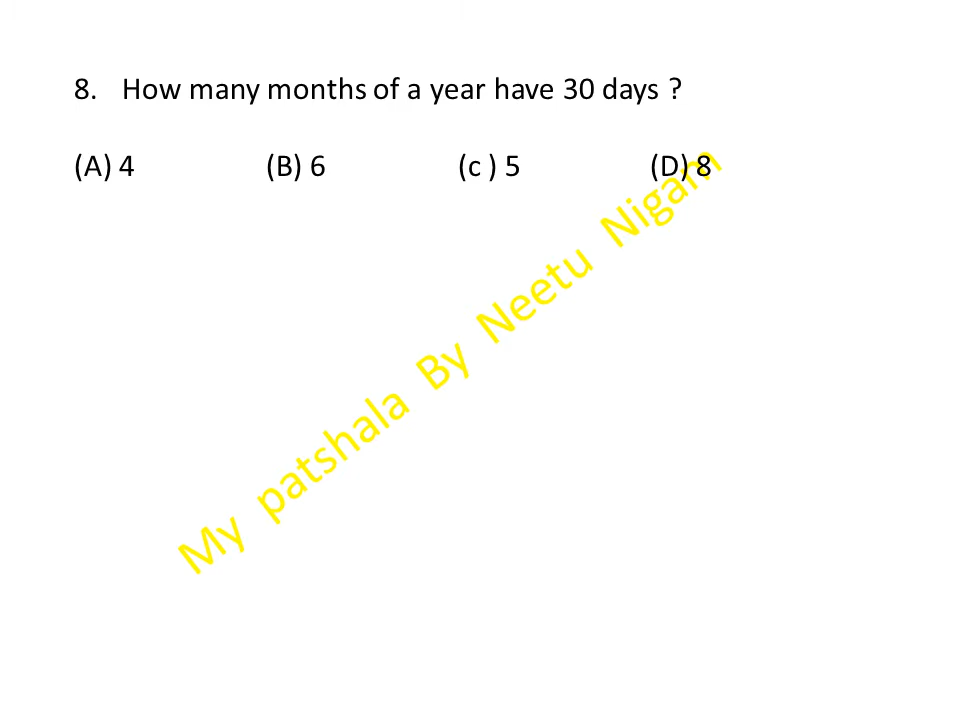 8. How many months of a year have 30 days ?
(A) 4 (B) 6 (c ) 5 (D) 8
My patshala By Neetu Nigam